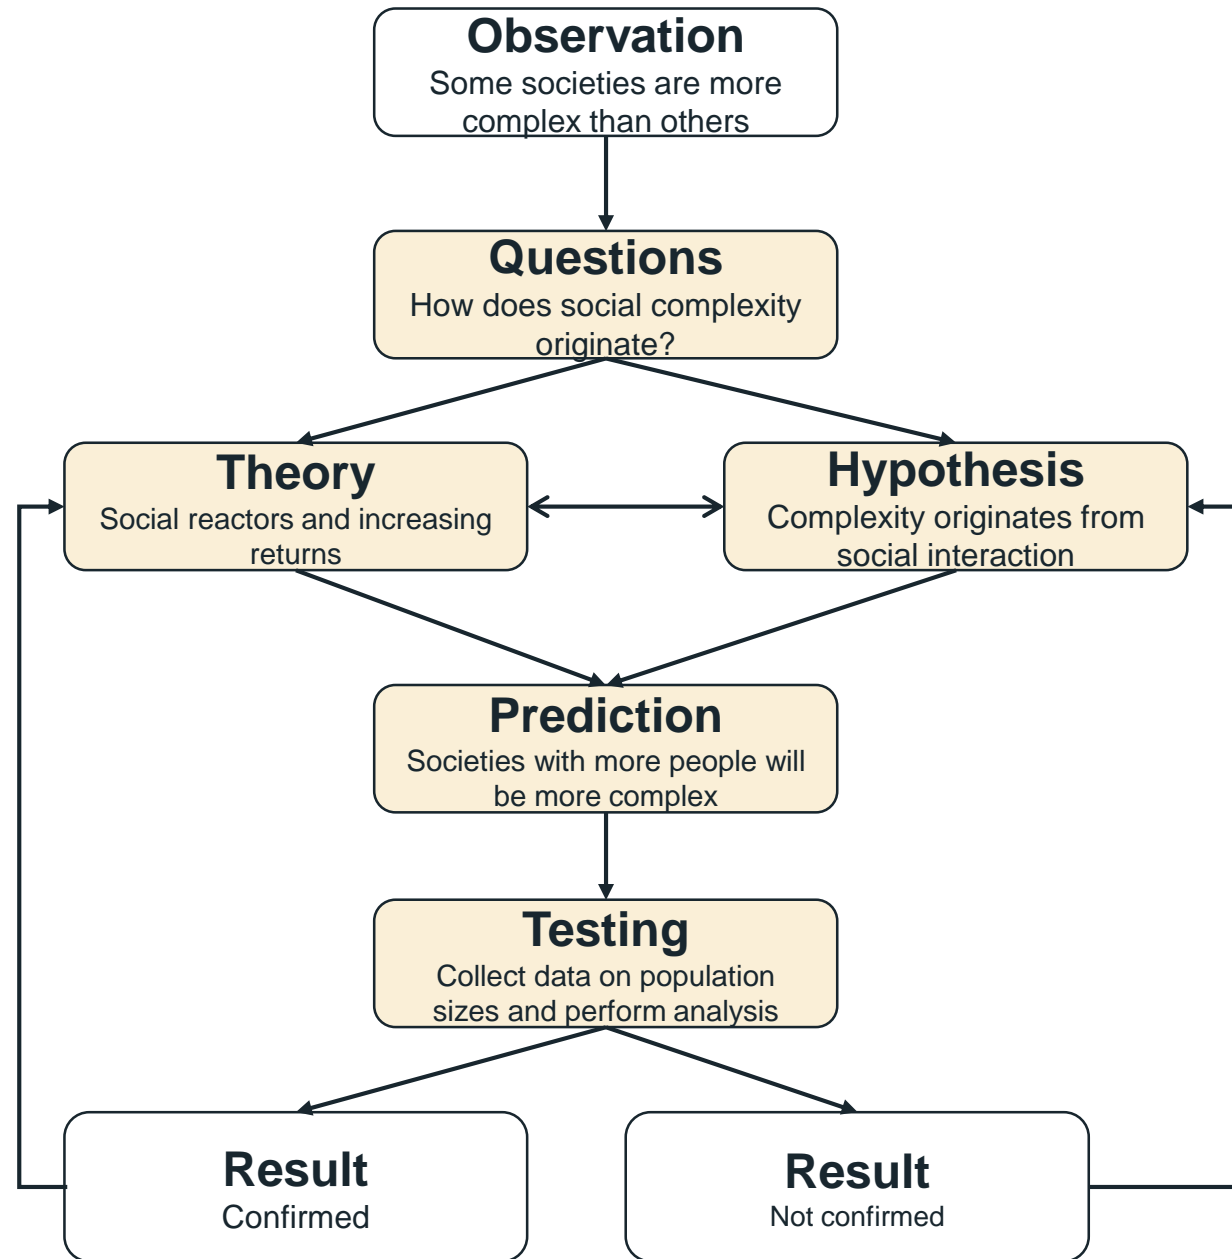 Observation
Some societies are more
complex than others
Questions
How does social complexity
originate?
Theory
Social reactors and increasing
returns
Hypothesis
Complexity originates from
social interaction
Prediction
Societies with more people will
be more complex
Testing
Collect data on population
sizes and perform analysis
Result
Confirmed
Result
Not confirmed